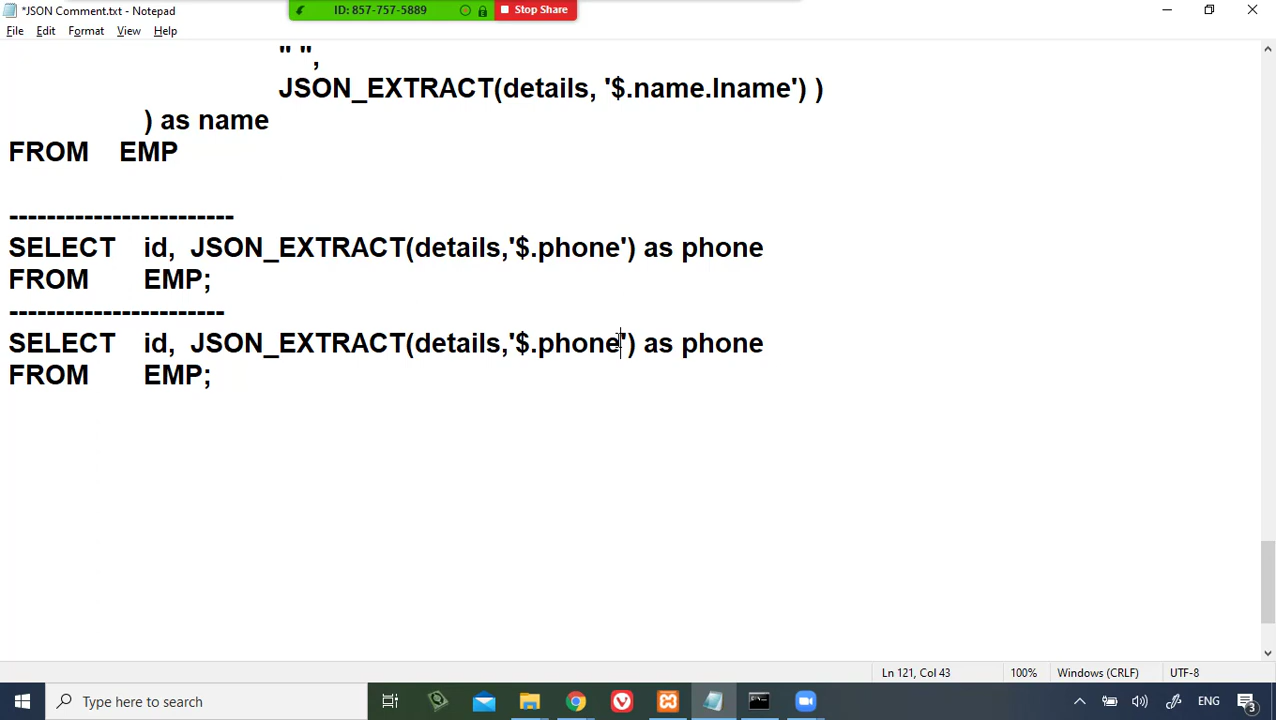 *JSON Comment.txt - Notepad
ID: 857-757-5889
Stop Share
File Edit Format View Help
" ",
JSON_EXTRACT(details, '$.name.lname') )
) as name
FROM EMP
------------------------
SELECT id, JSON_EXTRACT(details,'$.phone') as phone
FROM EMP;
-----------------------
SELECT id, JSON_EXTRACT(details,'$.phone') as phone
FROM EMP;
Ln 121, Col 43 100% Windows (CRLF) UTF-8
Type here to search
ENG
3